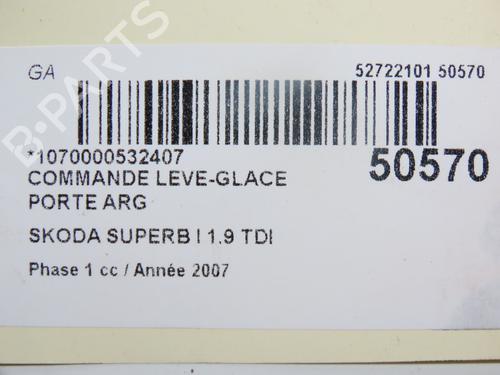 GA
52722101 50570
*1070000532407
50570
COMMANDE LEVE-GLACE
PORTE ARG
SKODA SUPERB I 1.9 TDI
Phase 1 cc / Année 2007
B-PARTS